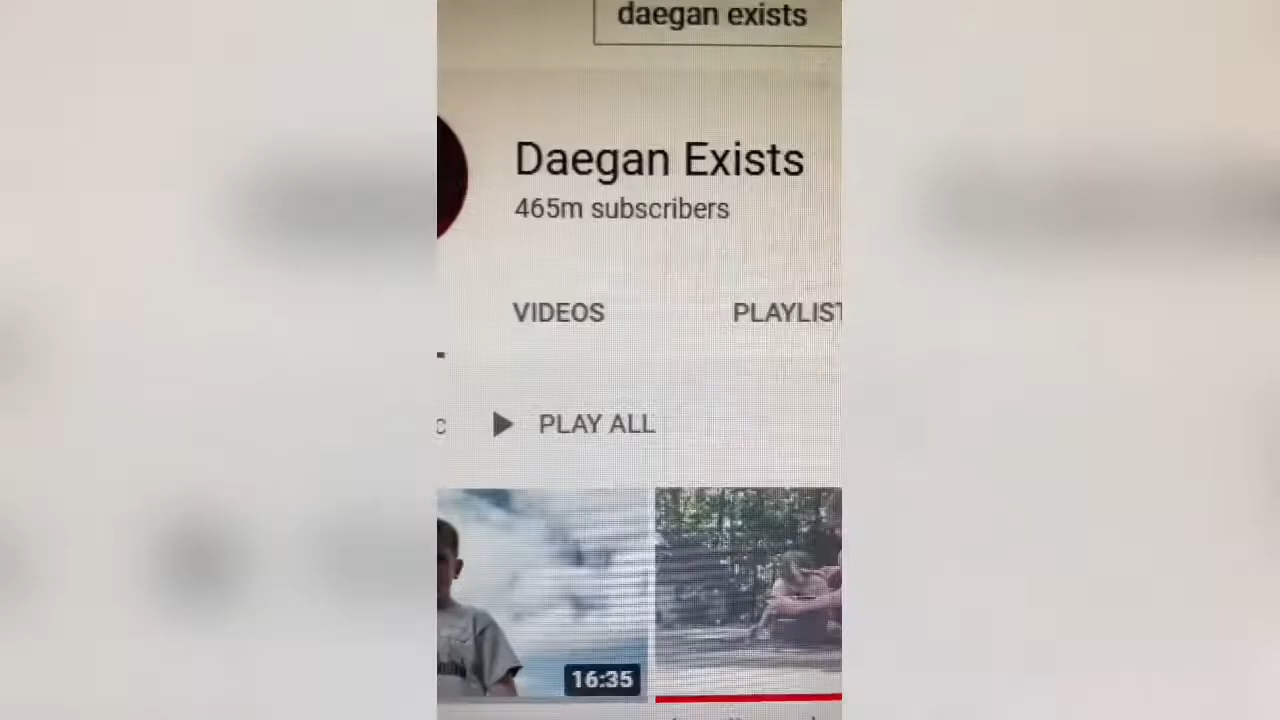 daegan exists
Daegan Exists
465m subscribers
VIDEOS PLAYLIST
PLAY ALL
16:35